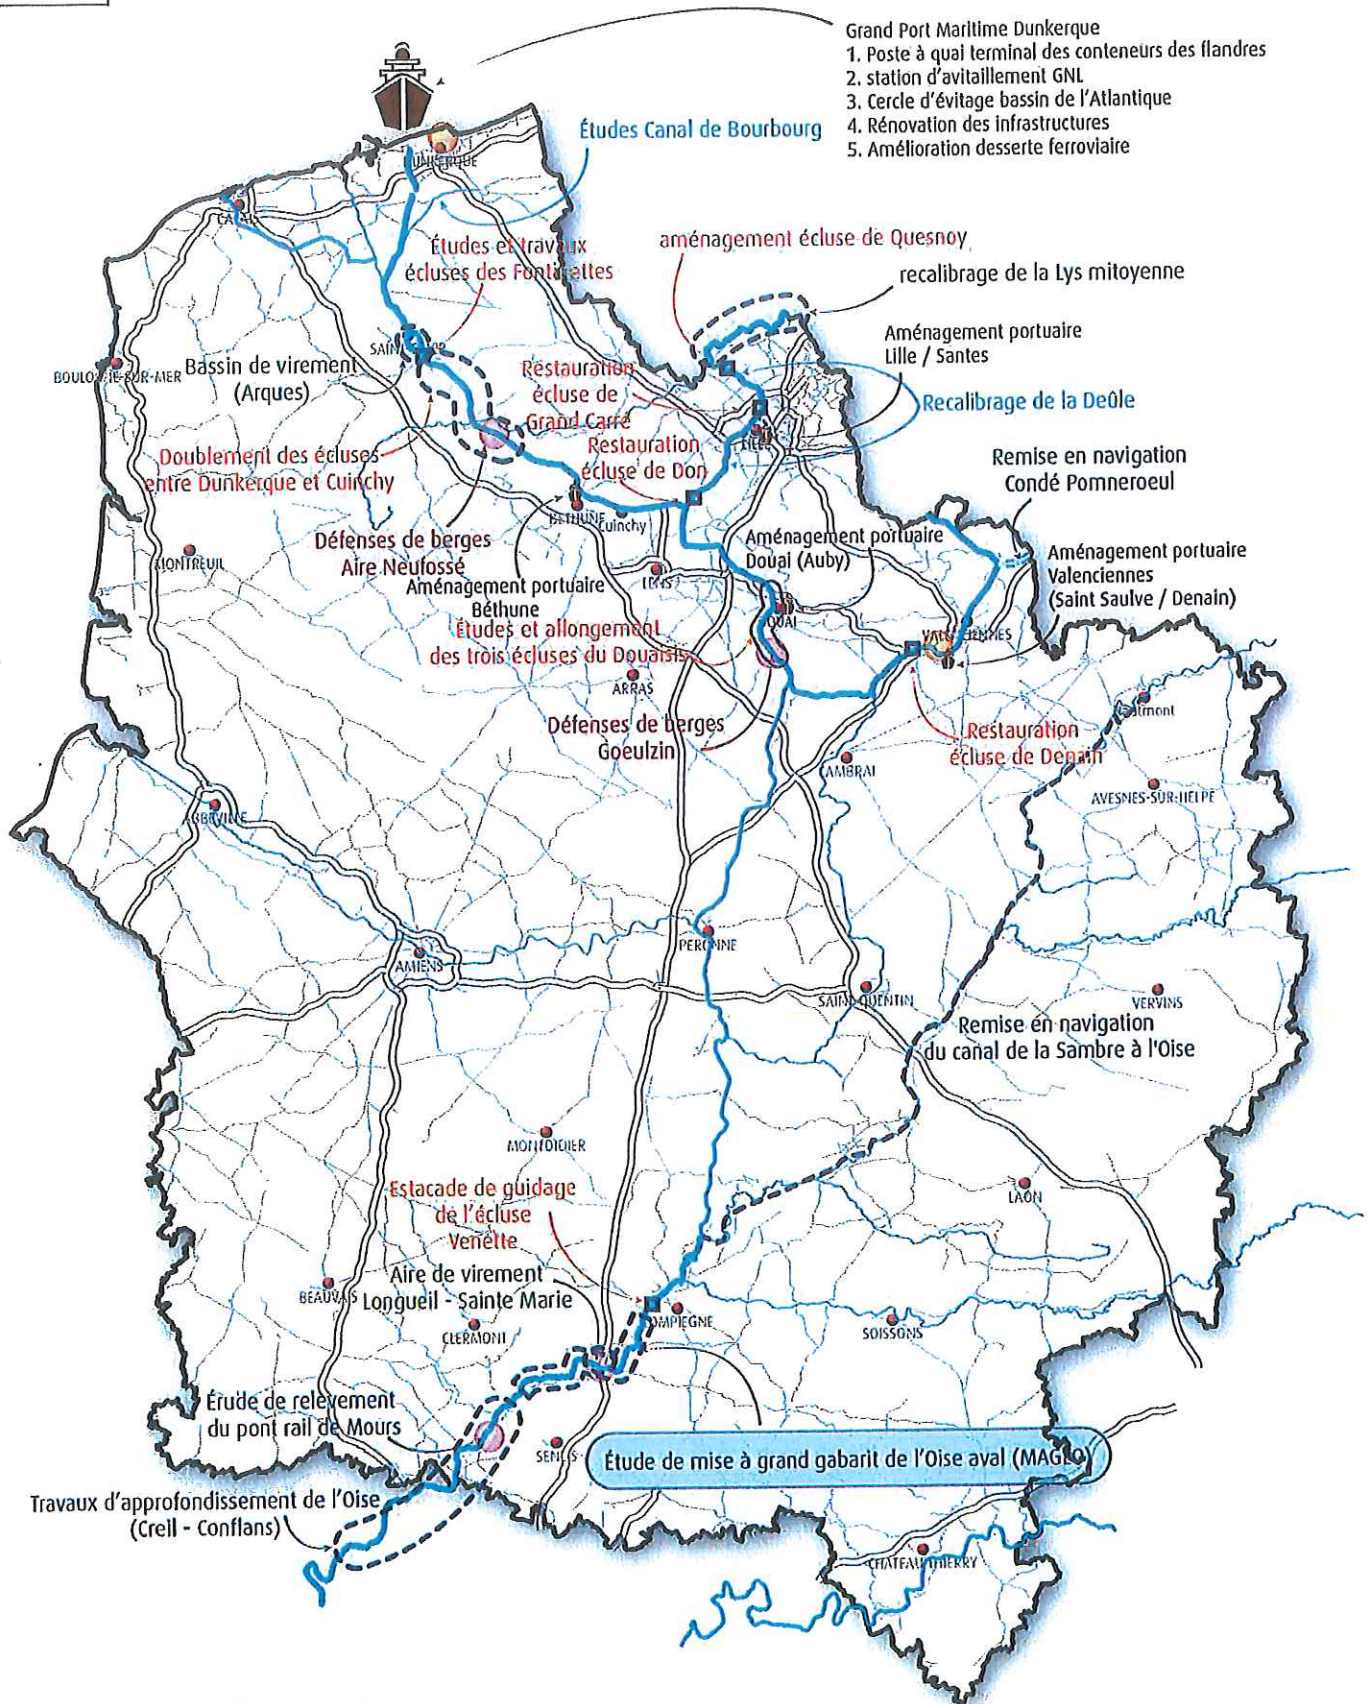 Grand Port Maritime Dunkerque
1. Poste à quai terminal des conteneurs des flandres
2. station d'avitaillement GNL
3. Cercle d'évitage bassin de l'Atlantique
4. Rénovation des infrastructures
5. Amélioration desserte ferroviaire
Études Canal de Bourbourg
DUNKERQUE
CALAIS
Études et travaux
écluses des Fontinettes
aménagement écluse de Quesnoy
recalibrage de la Lys mitoyenne
Aménagement portuaire
Lille / Santes
BOULOGNE-SUR-MER
Bassin de virement
(Arques)
Restauration
écluse de
Grand Carré
Recalibrage de la Deûle
LILLE
Restauration
écluse de Don
Doublement des écluses
entre Dunkerque et Cuinchy
Remise en navigation
Condé Pomneroeul
BÉTHUNE
Cuinchy
Défenses de berges
Aire Neufossé
MONTREUIL
Aménagement portuaire
Béthune
LENS
Aménagement portuaire
Douai (Auby)
Aménagement portuaire
Valenciennes
(Saint Saulve / Denain)
DOUAI
VALENCIENNES
Études et allongement
des trois écluses du Douaisis
ARRAS
Défenses de berges
Goeulzin
Restauration
écluse de Denain
Hautmont
CAMBRAI
AVESNES-SUR-HELPE
ABBEVILLE
PERONNE
AMIENS
SAINT-QUENTIN
VERVINS
Remise en navigation
du canal de la Sambre à l'Oise
MONTDIDIER
LAON
Estacade de guidage
de l'écluse
Venette
Aire de virement
Longueil - Sainte Marie
BEAUVAIS
CLERMONT
COMPIEGNE
SOISSONS
Érude de relèvement
du pont rail de Mours
SENLIS
Étude de mise à grand gabarit de l'Oise aval (MAGEO)
Travaux d'approfondissement de l'Oise
(Creil - Conflans)
CHATEAU-THIERRY